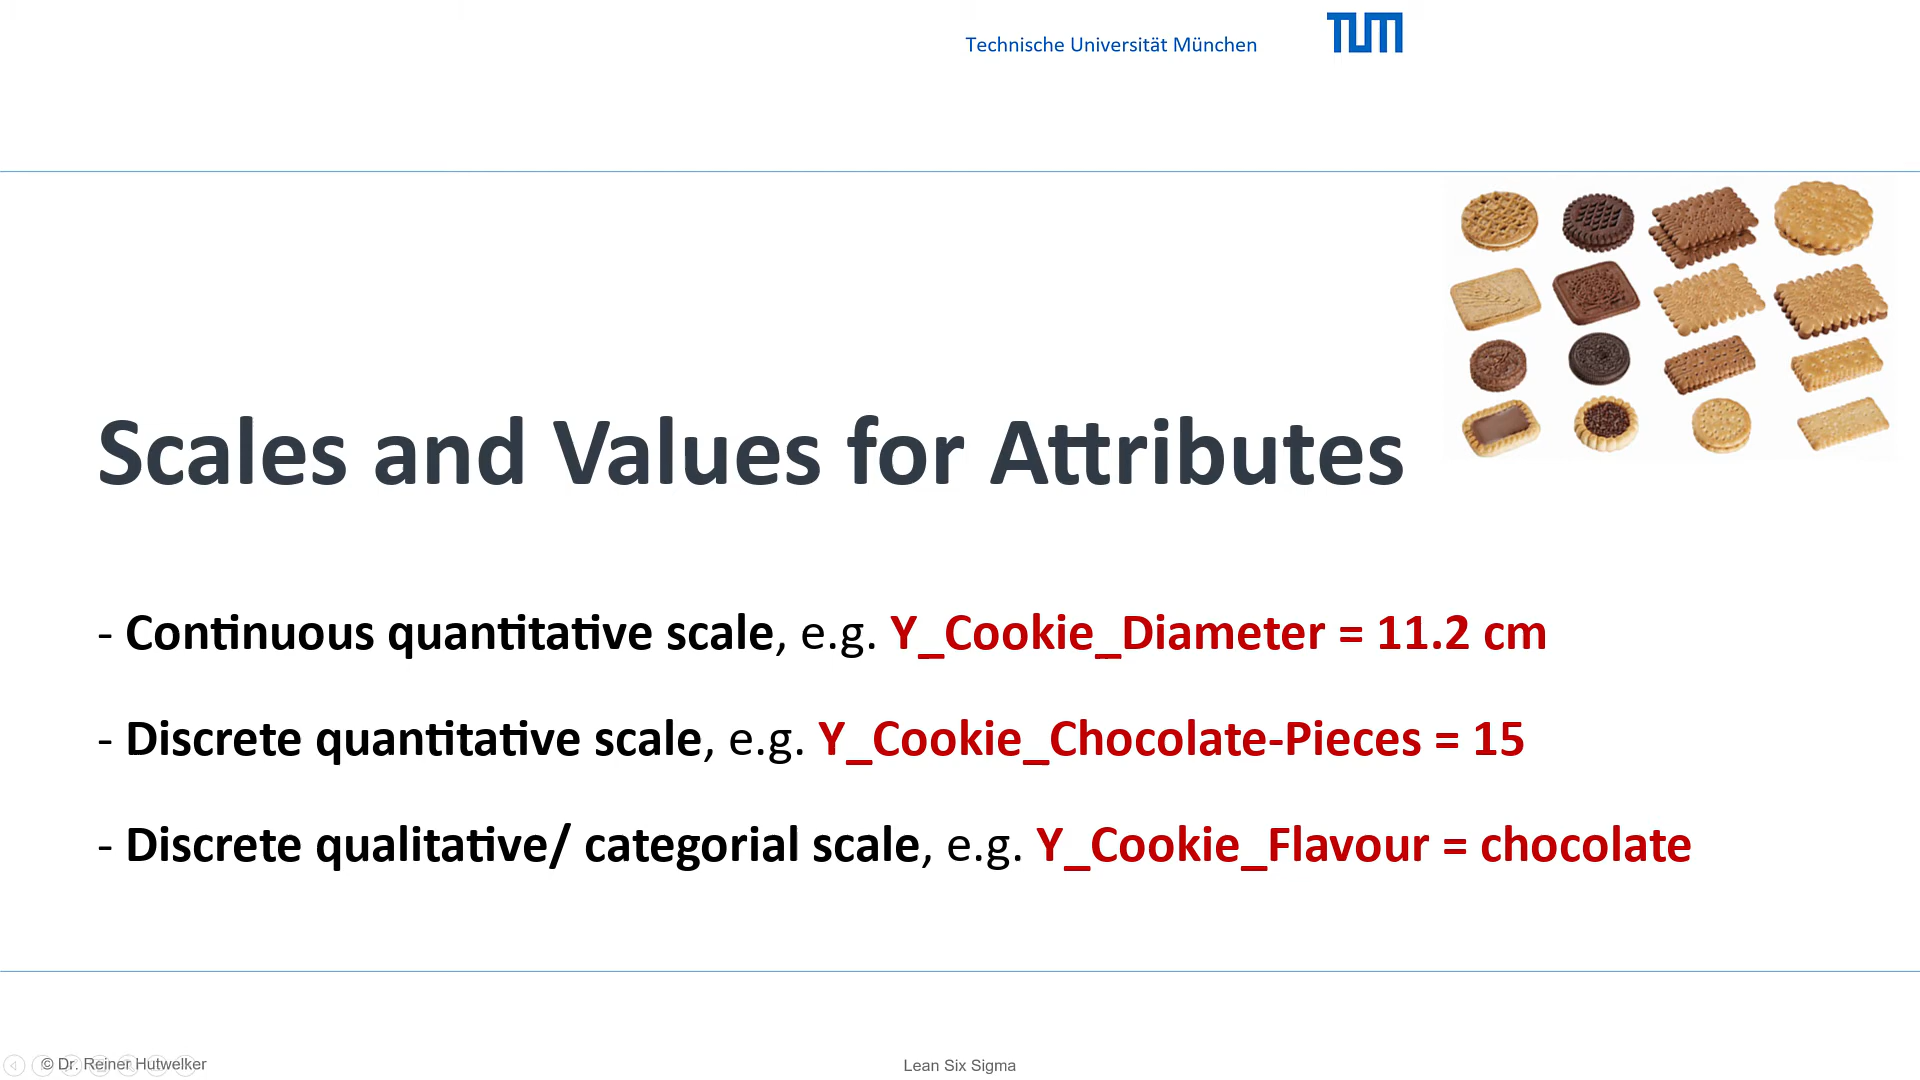 Technische Universität München
TUM
Scales and Values for Attributes
- Continuous quantitative scale, e.g. Y_Cookie_Diameter = 11.2 cm
- Discrete quantitative scale, e.g. Y_Cookie_Chocolate-Pieces = 15
- Discrete qualitative/ categorial scale, e.g. Y_Cookie_Flavour = chocolate
© Dr. Reiner Hutwelker
Lean Six Sigma